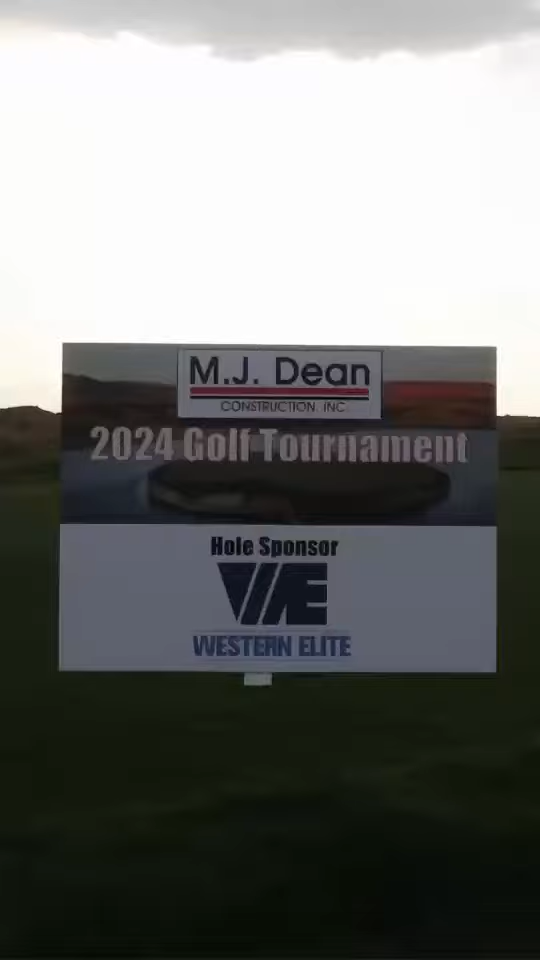 M.J. Dean
CONSTRUCTION, INC.
2024 Golf Tournament
Hole Sponsor
WE
WESTERN ELITE